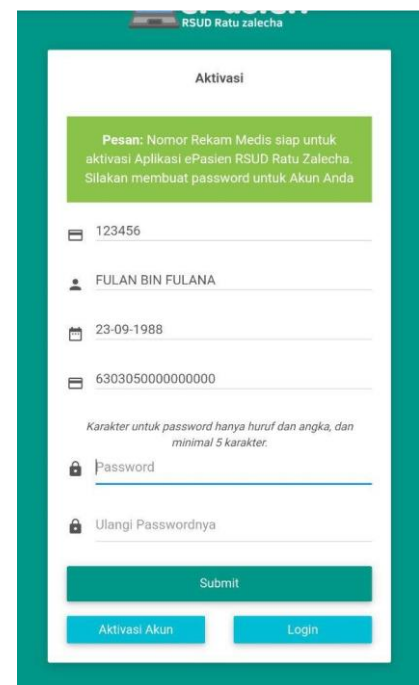 RSUD Ratu zalecha
Aktivasi
Pesan: Nomor Rekam Medis siap untuk
aktivasi Aplikasi ePasien RSUD Ratu Zalecha.
Silakan membuat password untuk Akun Anda
123456
FULAN BIN FULANA
23-09-1988
6303050000000000
Karakter untuk password hanya huruf dan angka, dan
minimal 5 karakter.
Password
Ulangi Passwordnya
Submit
Aktivasi Akun
Login